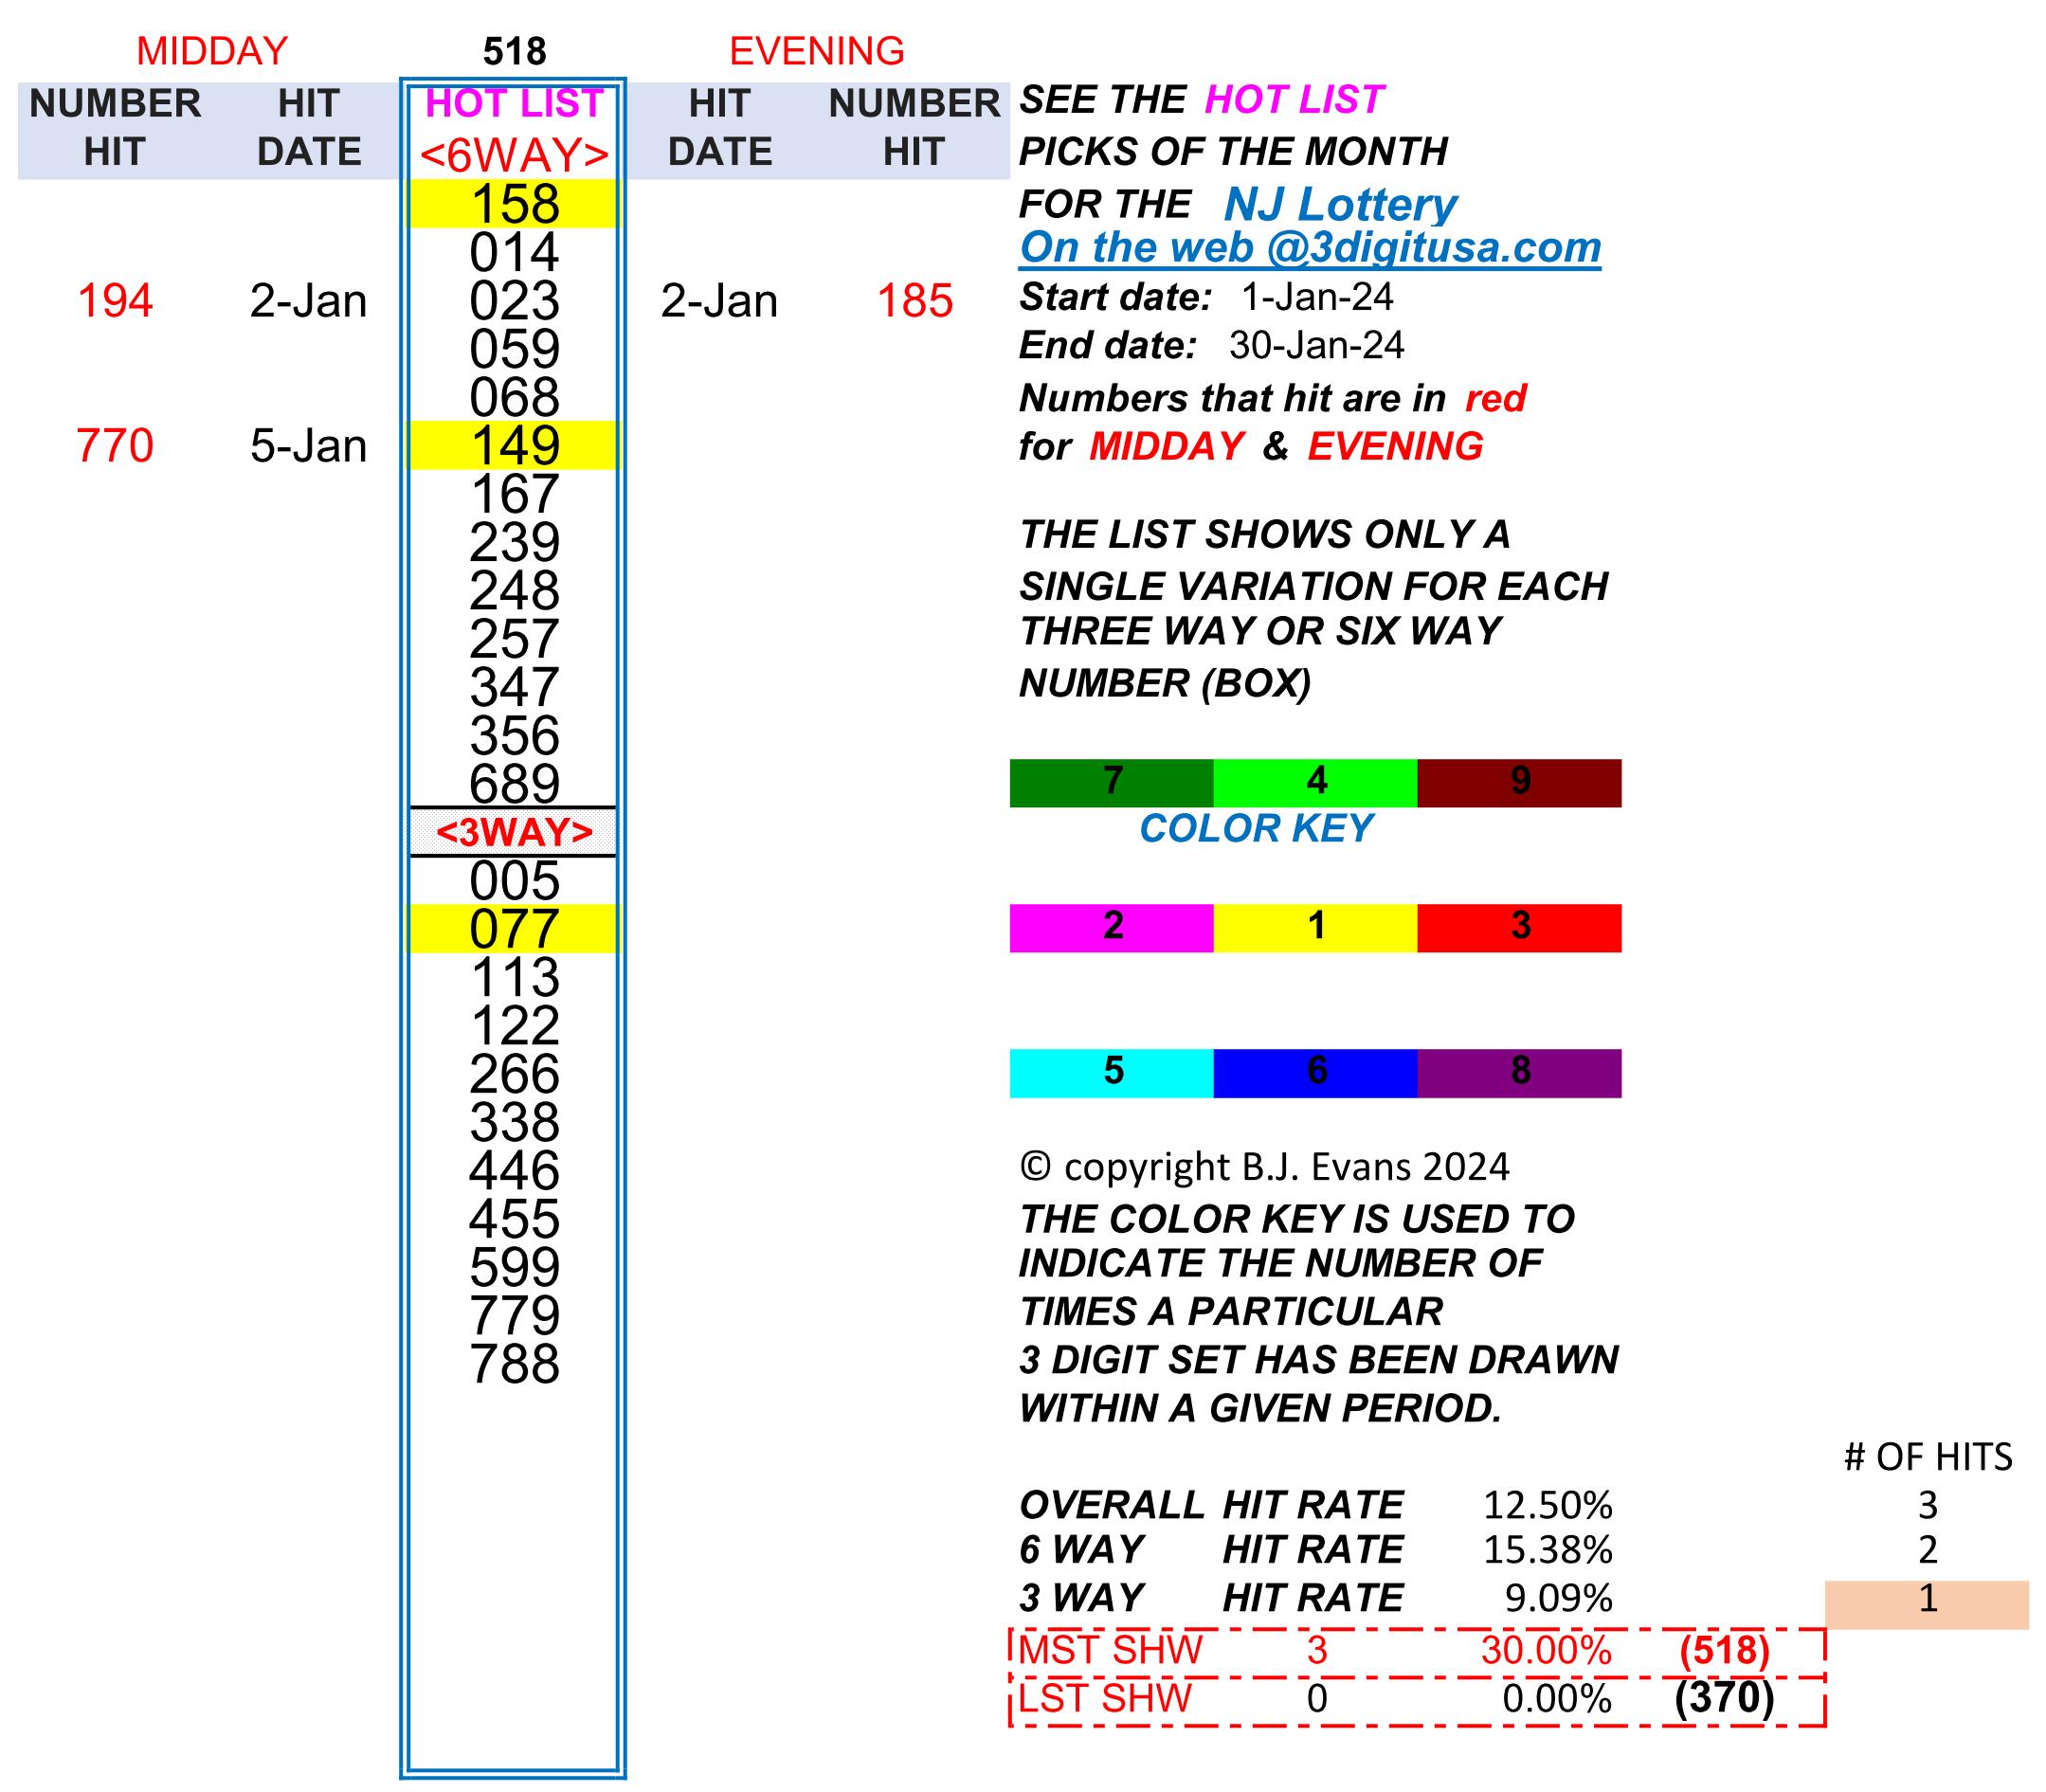 MIDDAY 518 EVENING
NUMBER HIT HOT LIST HIT NUMBER
HIT DATE <6WAY> DATE HIT
158
014
194 2-Jan 023 2-Jan 185
059
068
770 5-Jan 149
167
239
248
257
347
356
689
<3WAY>
005
077
113
122
266
338
446
455
599
779
788
SEE THE HOT LIST
PICKS OF THE MONTH
FOR THE NJ Lottery
On the web @3digitusa.com
Start date: 1-Jan-24
End date: 30-Jan-24
Numbers that hit are in red
for MIDDAY & EVENING
THE LIST SHOWS ONLY A
SINGLE VARIATION FOR EACH
THREE WAY OR SIX WAY
NUMBER (BOX)
7 4 9
COLOR KEY
2 1 3
5 6 8
© copyright B.J. Evans 2024
THE COLOR KEY IS USED TO
INDICATE THE NUMBER OF
TIMES A PARTICULAR
3 DIGIT SET HAS BEEN DRAWN
WITHIN A GIVEN PERIOD.
# OF HITS
OVERALL HIT RATE 12.50% 3
6 WAY HIT RATE 15.38% 2
3 WAY HIT RATE 9.09% 1
MST SHW 3 30.00% (518)
LST SHW 0 0.00% (370)